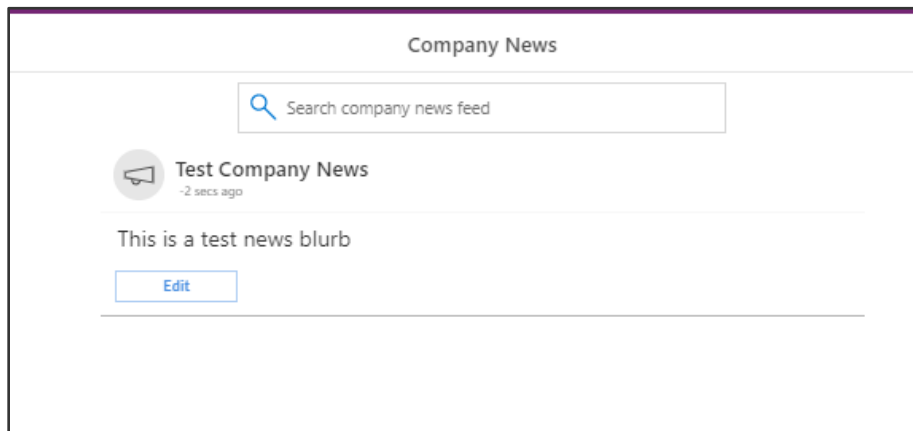 Company News
Search company news feed
Test Company News
-2 secs ago
This is a test news blurb
Edit